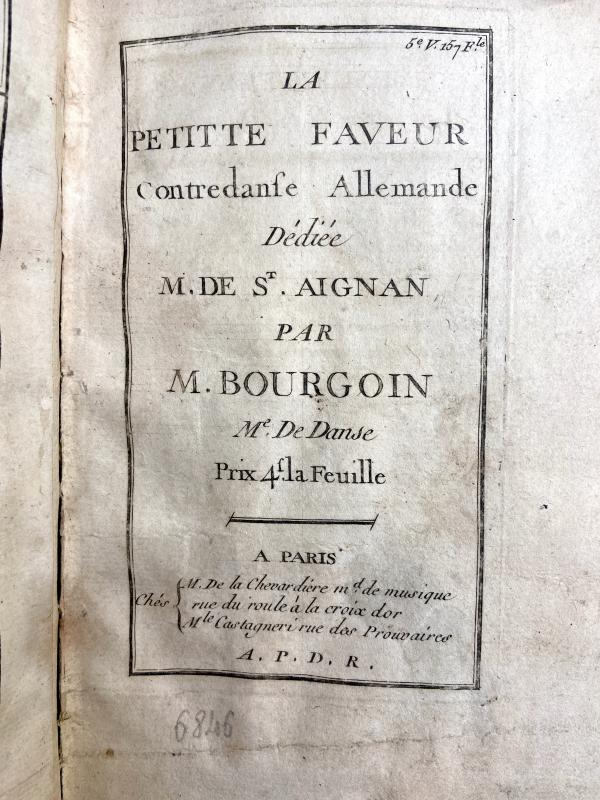 5e V. 157 Fle
LA
PETITTE FAVEUR
Contredanse Allemande
Dédiée
M. DE ST. AIGNAN
PAR
M. BOURGOIN
Me. De Danse
Prix 4f. la Feuille
A PARIS
Chés { M. De la Chevardiére md. de musique
rue du roule à la croix dor
Mle Castagneri rue des Prouvaires
A. P. D. R.
6846